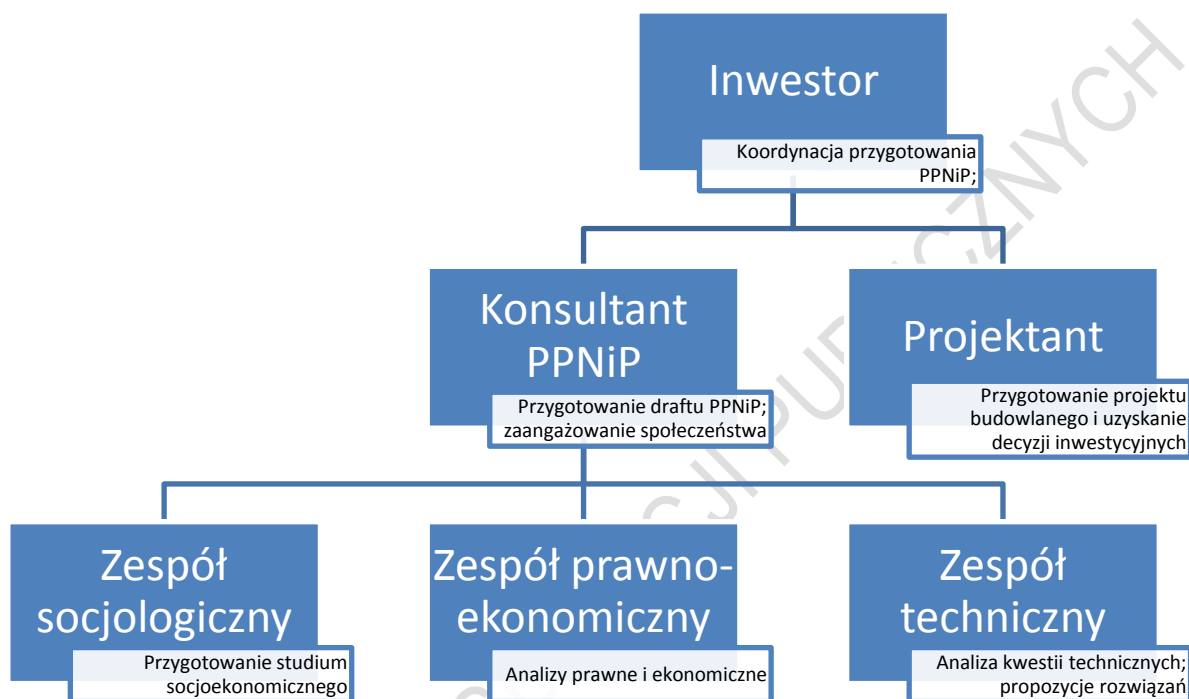 Inwestor
Koordynacja przygotowania
PPNiP;
Konsultant
PPNiP
Przygotowanie draftu PPNiP;
zaangażowanie społeczeństwa
Projektant
Przygotowanie projektu
budowlanego i uzyskanie
decyzji inwestycyjnych
Zespół
socjologiczny
Przygotowanie studium
socjoekonomicznego
Zespół prawno-
ekonomiczny
Analizy prawne i ekonomiczne
Zespół
techniczny
Analiza kwestii technicznych;
propozycje rozwiązań